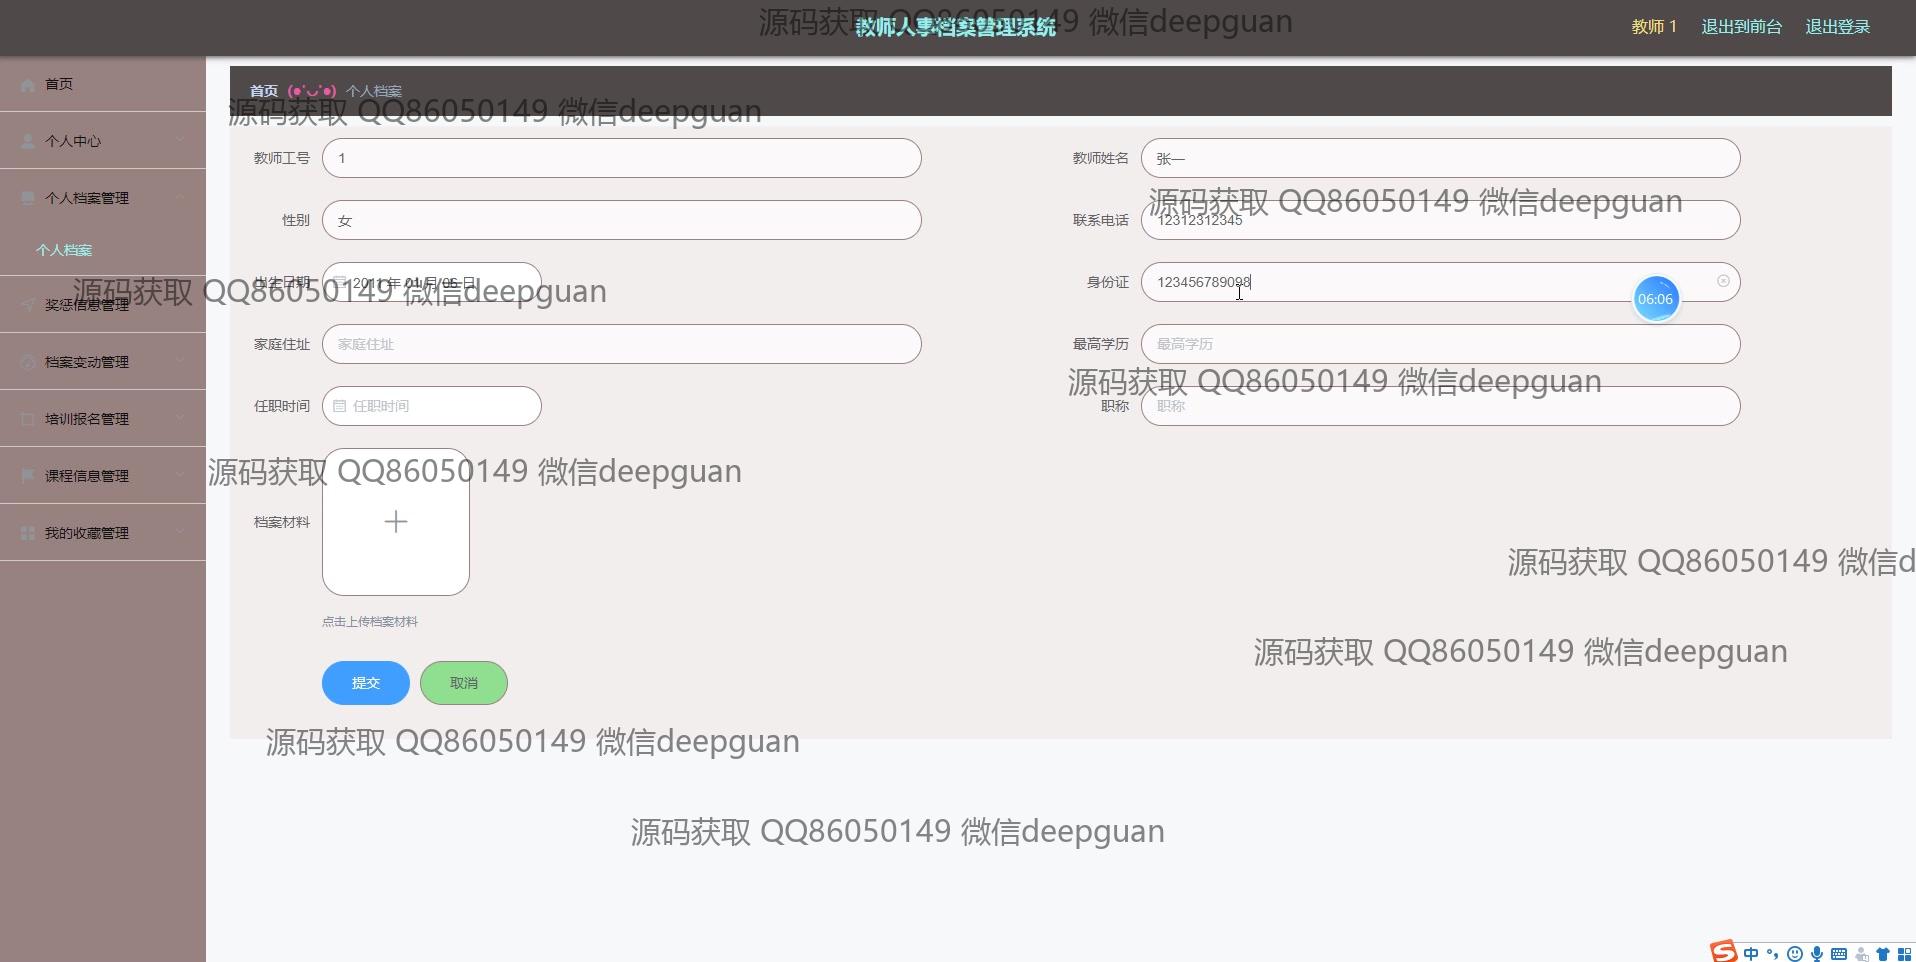 教师人事档案管理系统
源码获取 QQ86050149 微信deepguan
教师 1
退出到前台
退出登录
首页
个人中心
个人档案管理
个人档案
奖惩信息管理
档案变动管理
培训报名管理
课程信息管理
我的收藏管理
首页 (●'◡'●) 个人档案
源码获取 QQ86050149 微信deepguan
教师工号 1
教师姓名 张一
源码获取 QQ86050149 微信deepguan
性别 女
联系电话 12312312345
出生日期 2011 年 01 月 06 日
身份证 123456789098
06:06
源码获取 QQ86050149 微信deepguan
家庭住址 家庭住址
最高学历 最高学历
源码获取 QQ86050149 微信deepguan
任职时间 任职时间
职称 职称
源码获取 QQ86050149 微信deepguan
档案材料
点击上传档案材料
源码获取 QQ86050149 微信d
源码获取 QQ86050149 微信deepguan
提交
取消
源码获取 QQ86050149 微信deepguan
源码获取 QQ86050149 微信deepguan
中